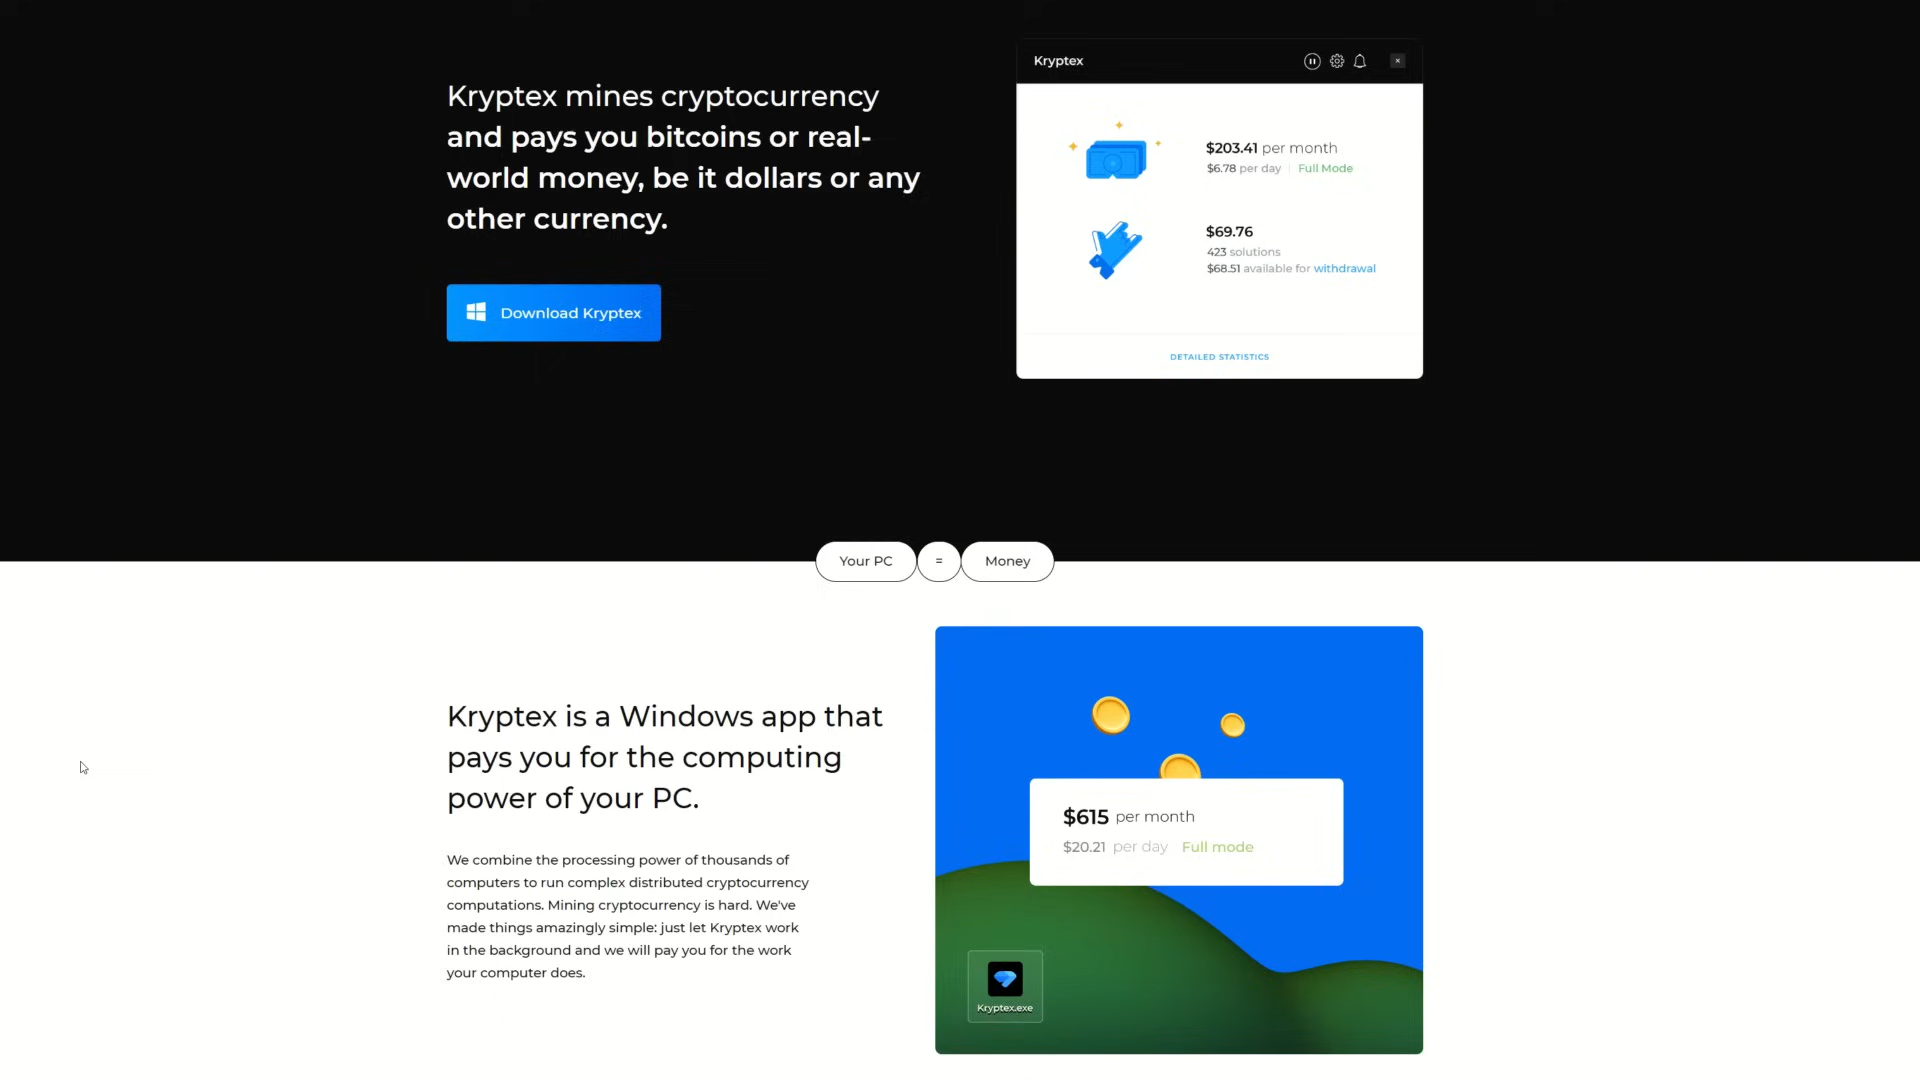 Kryptex mines cryptocurrency
and pays you bitcoins or real-
world money, be it dollars or any
other currency.
Download Kryptex
Kryptex
$203.41 per month
$6.78 per day | Full Mode
$69.76
423 solutions
$68.51 available for withdrawal
DETAILED STATISTICS
Your PC = Money
Kryptex is a Windows app that
pays you for the computing
power of your PC.
We combine the processing power of thousands of
computers to run complex distributed cryptocurrency
computations. Mining cryptocurrency is hard. We've
made things amazingly simple: just let Kryptex work
in the background and we will pay you for the work
your computer does.
$615 per month
$20.21 per day Full mode
Kryptex.exe